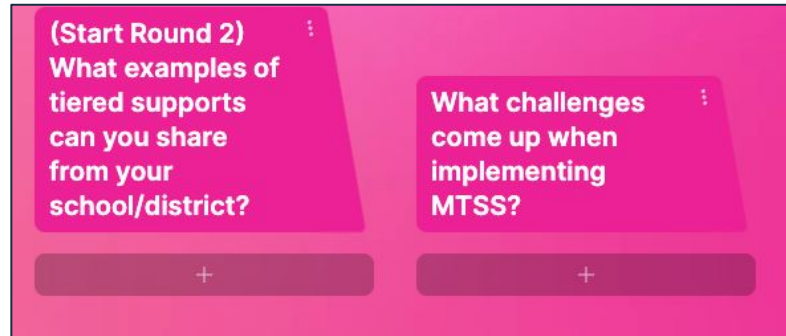 (Start Round 2)
What examples of
tiered supports
can you share
from your
school/district?
+
What challenges
come up when
implementing
MTSS?
+